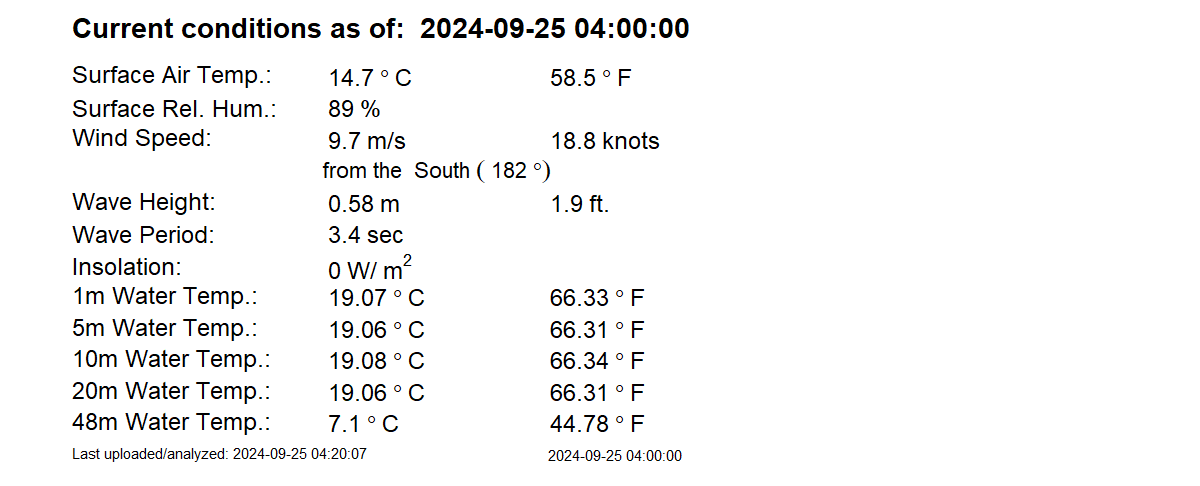 Current conditions as of:  2024-09-25 04:00:00
Surface Air Temp.: 14.7 ° C 58.5 ° F
Surface Rel. Hum.: 89 %
Wind Speed: 9.7 m/s 18.8 knots
from the  South ( 182 °)
Wave Height: 0.58 m 1.9 ft.
Wave Period: 3.4 sec
Insolation: 0 W/ m²
1m Water Temp.: 19.07 ° C 66.33 ° F
5m Water Temp.: 19.06 ° C 66.31 ° F
10m Water Temp.: 19.08 ° C 66.34 ° F
20m Water Temp.: 19.06 ° C 66.31 ° F
48m Water Temp.: 7.1 ° C 44.78 ° F
Last uploaded/analyzed: 2024-09-25 04:20:07 2024-09-25 04:00:00